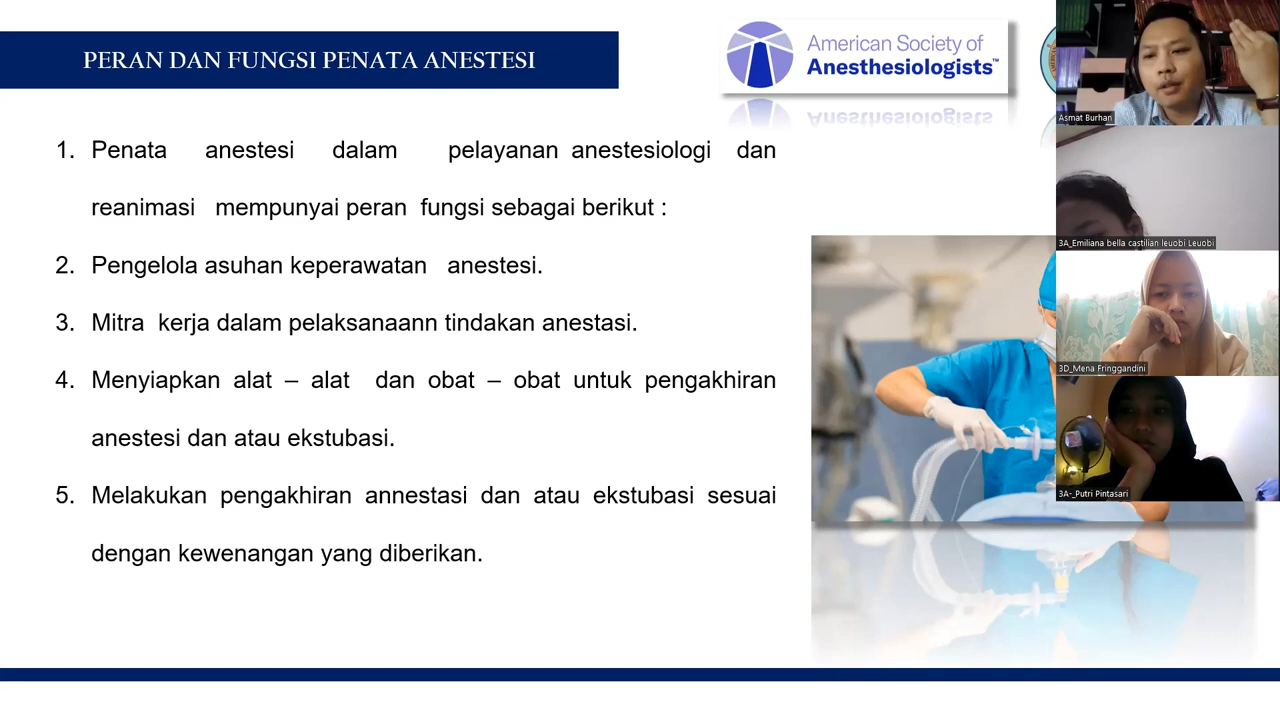 PERAN DAN FUNGSI PENATA ANESTESI
American Society of
Anesthesiologists™
1. Penata anestesi dalam pelayanan anestesiologi dan
reanimasi mempunyai peran fungsi sebagai berikut :
2. Pengelola asuhan keperawatan anestesi.
3. Mitra kerja dalam pelaksanaann tindakan anestasi.
4. Menyiapkan alat – alat dan obat – obat untuk pengakhiran
anestesi dan atau ekstubasi.
5. Melakukan pengakhiran annestasi dan atau ekstubasi sesuai
dengan kewenangan yang diberikan.
Asmat Burhan
3A_Emiliana bella castilian leuobi Leuobi
3D_Mena Fringgandini
3A-_Putri Pintasari